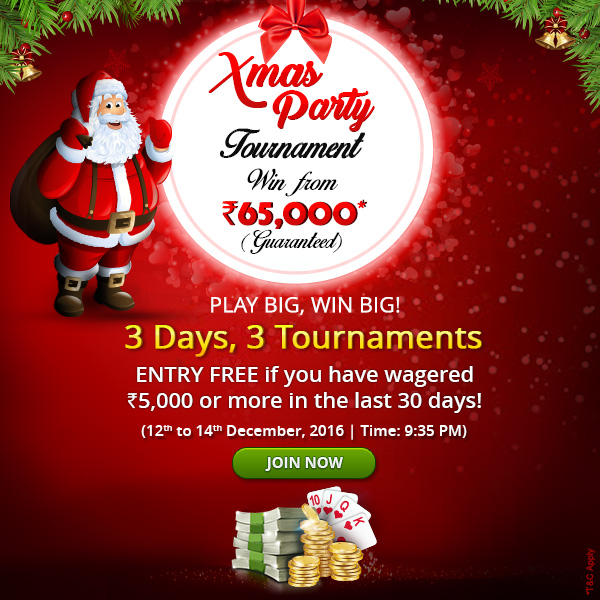 Xmas
Party
Tournament
Win from
₹65,000*
(Guaranteed)
PLAY BIG, WIN BIG!
3 Days, 3 Tournaments
ENTRY FREE if you have wagered
₹5,000 or more in the last 30 days!
(12th to 14th December, 2016 | Time: 9:35 PM)
JOIN NOW
10 J Q K
*T&C Apply